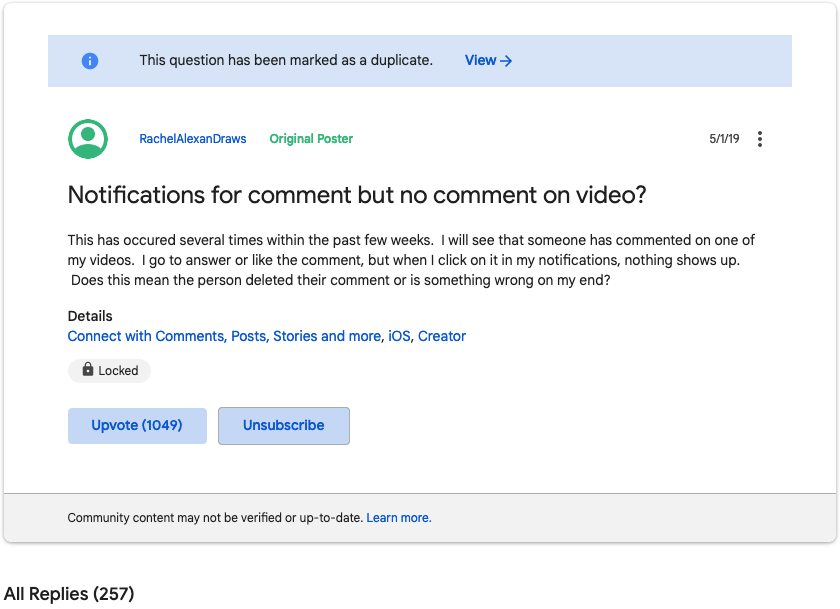 This question has been marked as a duplicate. View →
RachelAlexanDraws Original Poster 5/1/19
Notifications for comment but no comment on video?
This has occured several times within the past few weeks.  I will see that someone has commented on one of
my videos.  I go to answer or like the comment, but when I click on it in my notifications, nothing shows up.
Does this mean the person deleted their comment or is something wrong on my end?
Details
Connect with Comments, Posts, Stories and more, iOS, Creator
Locked
Upvote (1049) Unsubscribe
Community content may not be verified or up-to-date. Learn more.
All Replies (257)